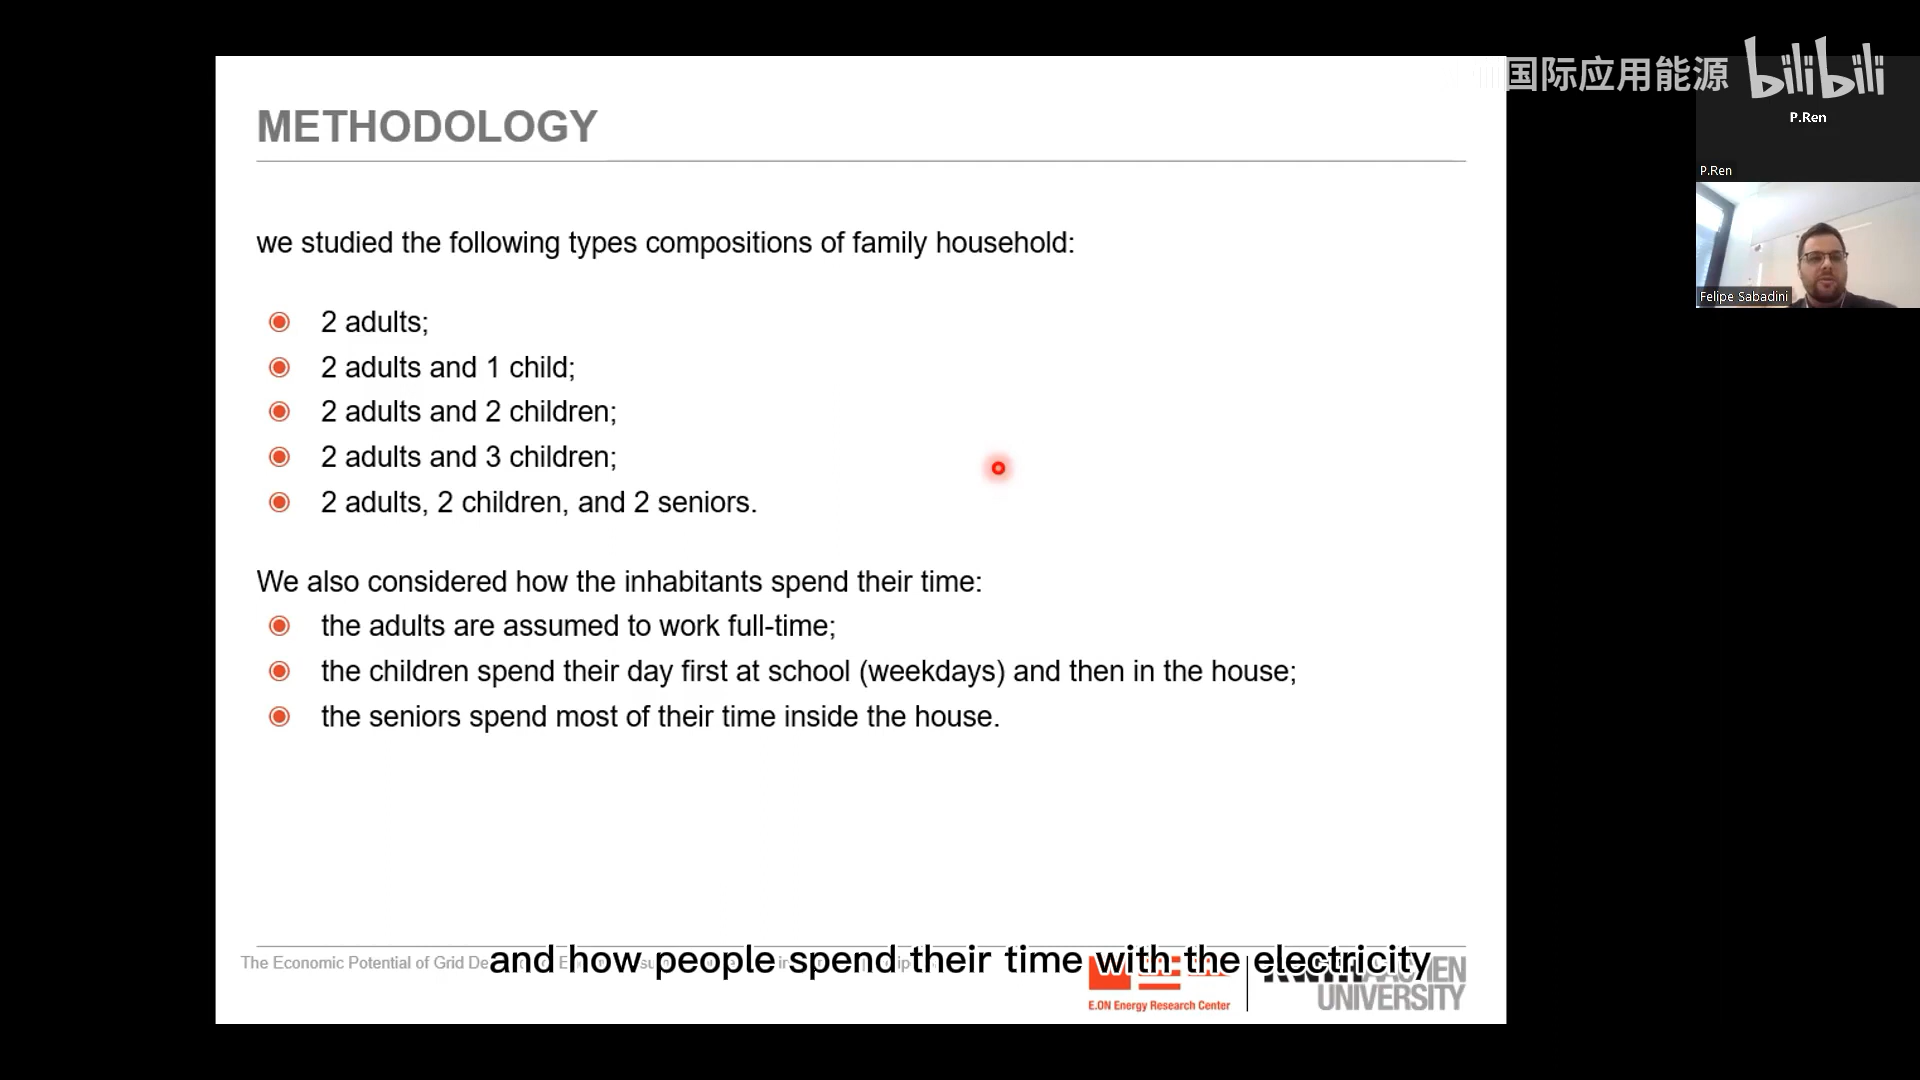 METHODOLOGY
国际应用能源
bilibili
P.Ren
P.Ren
Felipe Sabadini
we studied the following types compositions of family household:
2 adults;
2 adults and 1 child;
2 adults and 2 children;
2 adults and 3 children;
2 adults, 2 children, and 2 seniors.
We also considered how the inhabitants spend their time:
the adults are assumed to work full-time;
the children spend their day first at school (weekdays) and then in the house;
the seniors spend most of their time inside the house.
The Economic Potential of Grid
and how people spend their time with the electricity
E.ON Energy Research Center
UNIVERSITY